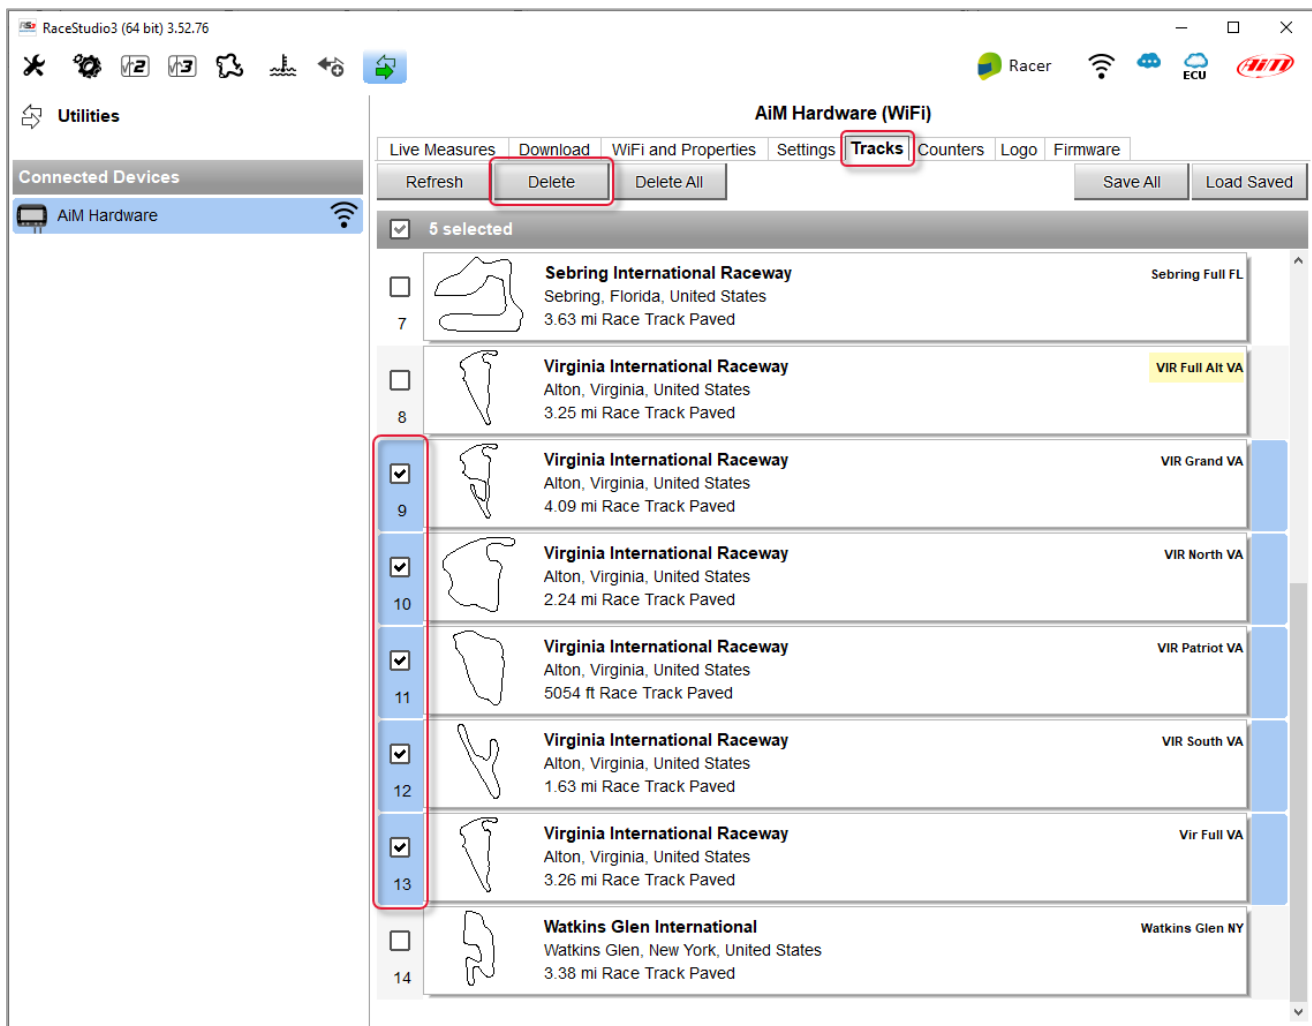 RaceStudio3 (64 bit) 3.52.76
Racer
ECU
AiM
Utilities
AiM Hardware (WiFi)
Live Measures Download WiFi and Properties Settings Tracks Counters Logo Firmware
Connected Devices
Refresh Delete Delete All Save All Load Saved
AiM Hardware
5 selected
Sebring International Raceway
Sebring Full FL
Sebring, Florida, United States
3.63 mi Race Track Paved
7
Virginia International Raceway
VIR Full Alt VA
Alton, Virginia, United States
3.25 mi Race Track Paved
8
Virginia International Raceway
VIR Grand VA
Alton, Virginia, United States
4.09 mi Race Track Paved
9
Virginia International Raceway
VIR North VA
Alton, Virginia, United States
2.24 mi Race Track Paved
10
Virginia International Raceway
VIR Patriot VA
Alton, Virginia, United States
5054 ft Race Track Paved
11
Virginia International Raceway
VIR South VA
Alton, Virginia, United States
1.63 mi Race Track Paved
12
Virginia International Raceway
Vir Full VA
Alton, Virginia, United States
3.26 mi Race Track Paved
13
Watkins Glen International
Watkins Glen NY
Watkins Glen, New York, United States
3.38 mi Race Track Paved
14